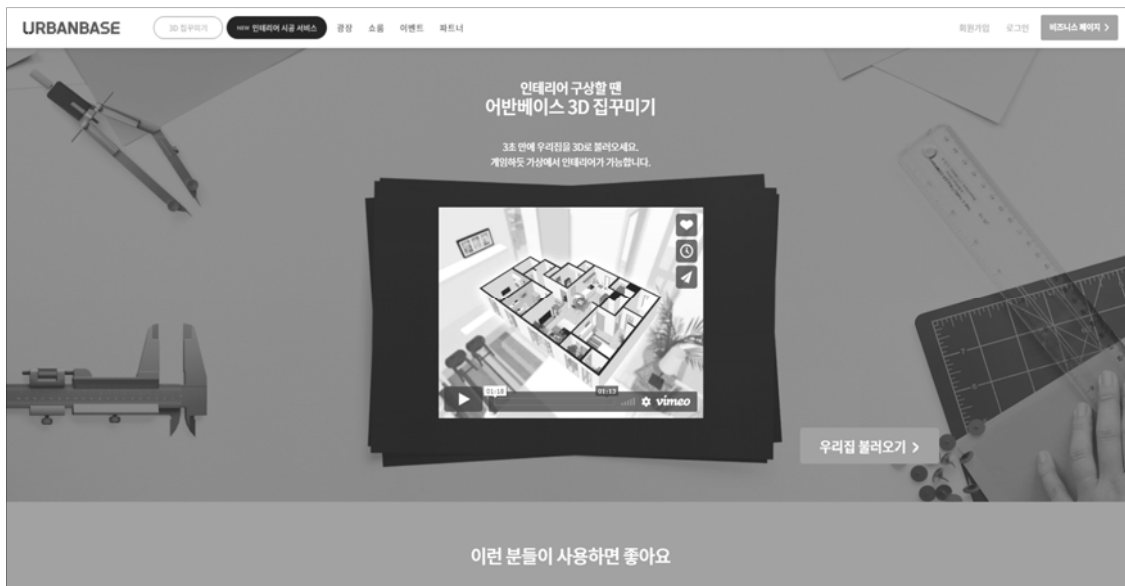 URBANBASE
3D 집꾸미기
NEW 인테리어 시공 서비스
광장
쇼룸
이벤트
파트너
회원가입
로그인
비즈니스 페이지 >
인테리어 구상할 땐
어반베이스 3D 집꾸미기
3초 만에 우리집을 3D로 불러오세요.
게임하듯 가상에서 인테리어가 가능합니다.
01:18
01:13
vimeo
우리집 불러오기 >
이런 분들이 사용하면 좋아요